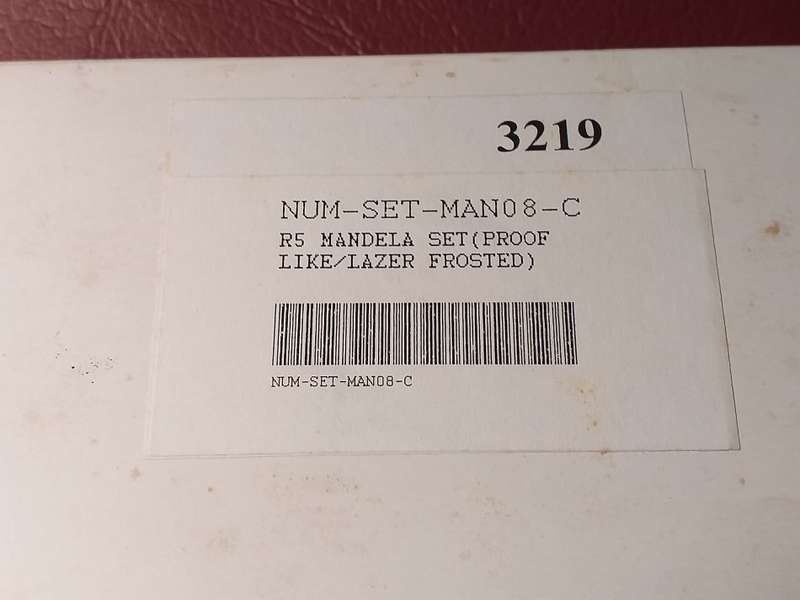 3219
NUM-SET-MAN08-C
R5 MANDELA SET(PROOF
LIKE/LAZER FROSTED)
NUM-SET-MAN08-C